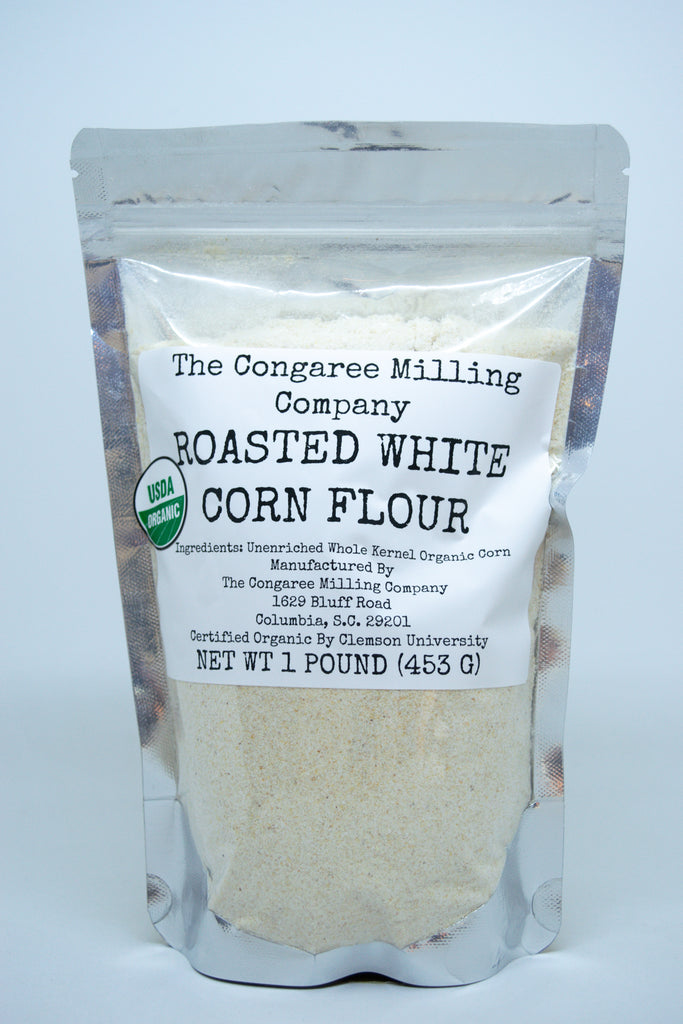 The Congaree Milling
Company
ROASTED WHITE
CORN FLOUR
USDA
ORGANIC
Ingredients: Unenriched Whole Kernel Organic Corn
Manufactured By
The Congaree Milling Company
1629 Bluff Road
Columbia, S.C. 29201
Certified Organic By Clemson University
NET WT 1 POUND (453 G)